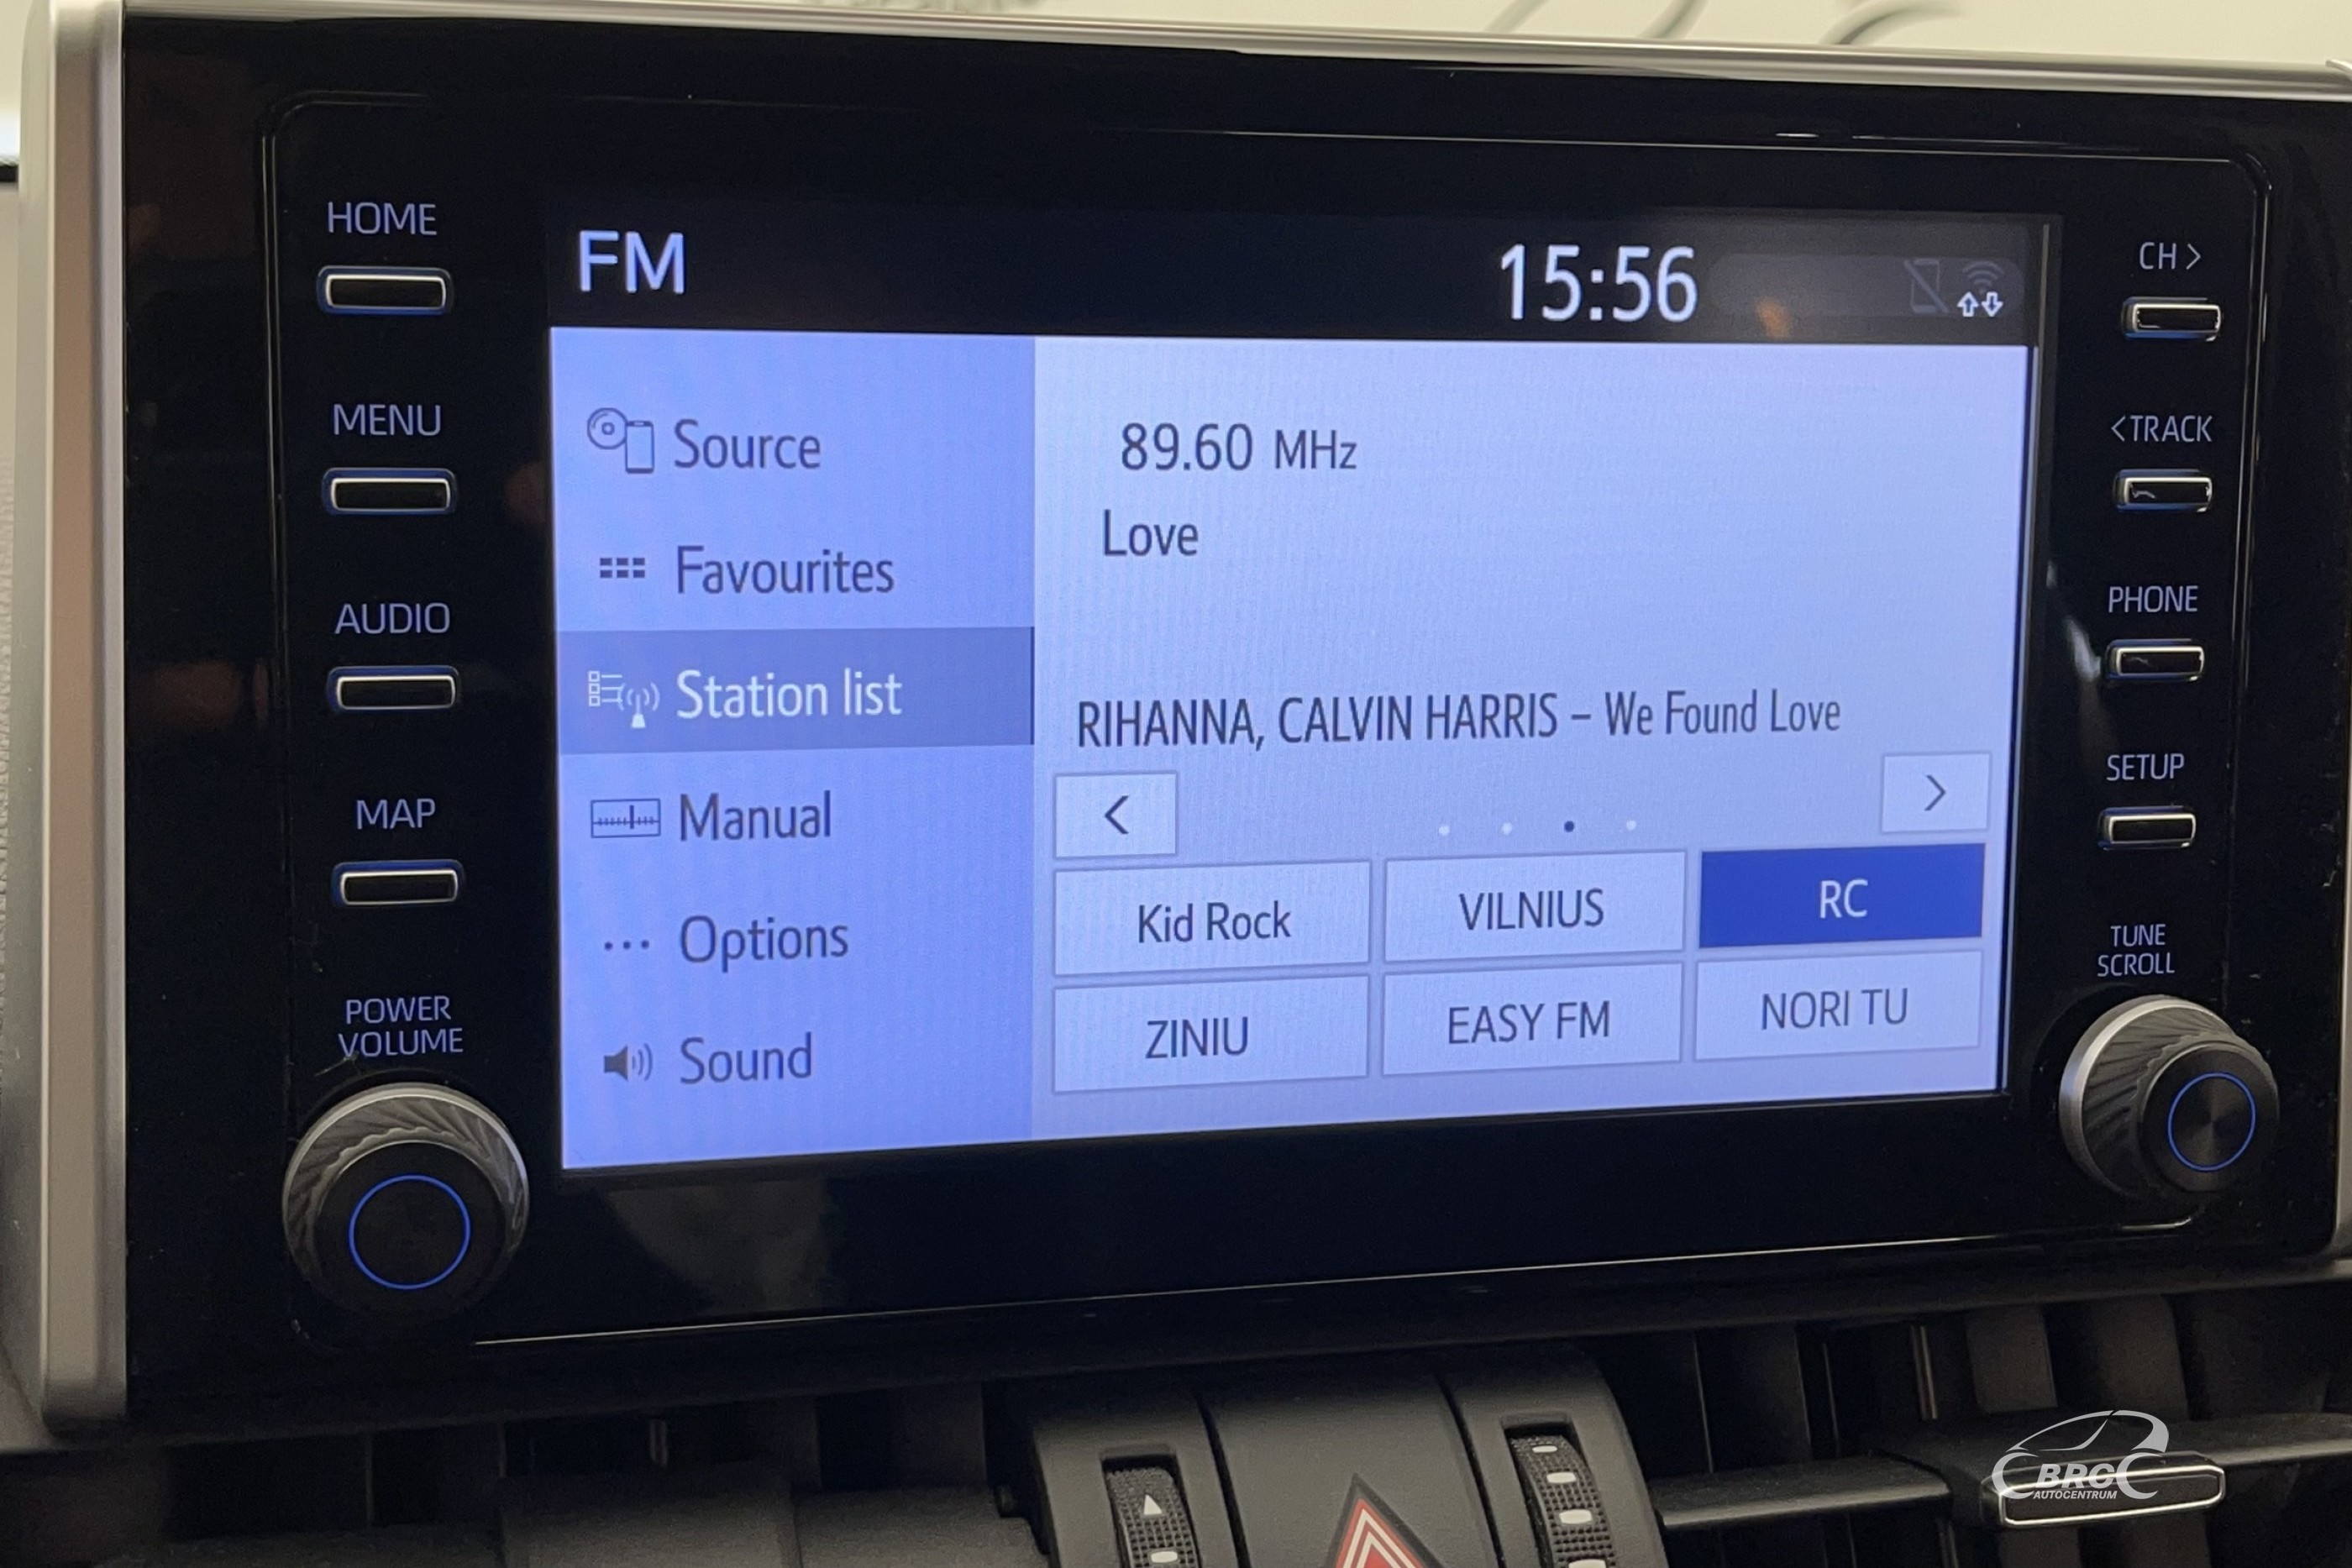 HOME
MENU
AUDIO
MAP
POWER
VOLUME
FM
15:56
Source
Favourites
Station list
Manual
Options
Sound
89.60 MHz
Love
RIHANNA, CALVIN HARRIS – We Found Love
<
>
Kid Rock
VILNIUS
RC
ZINIU
EASY FM
NORI TU
CH >
< TRACK
PHONE
SETUP
TUNE
SCROLL
BRC
AUTOCENTRUM